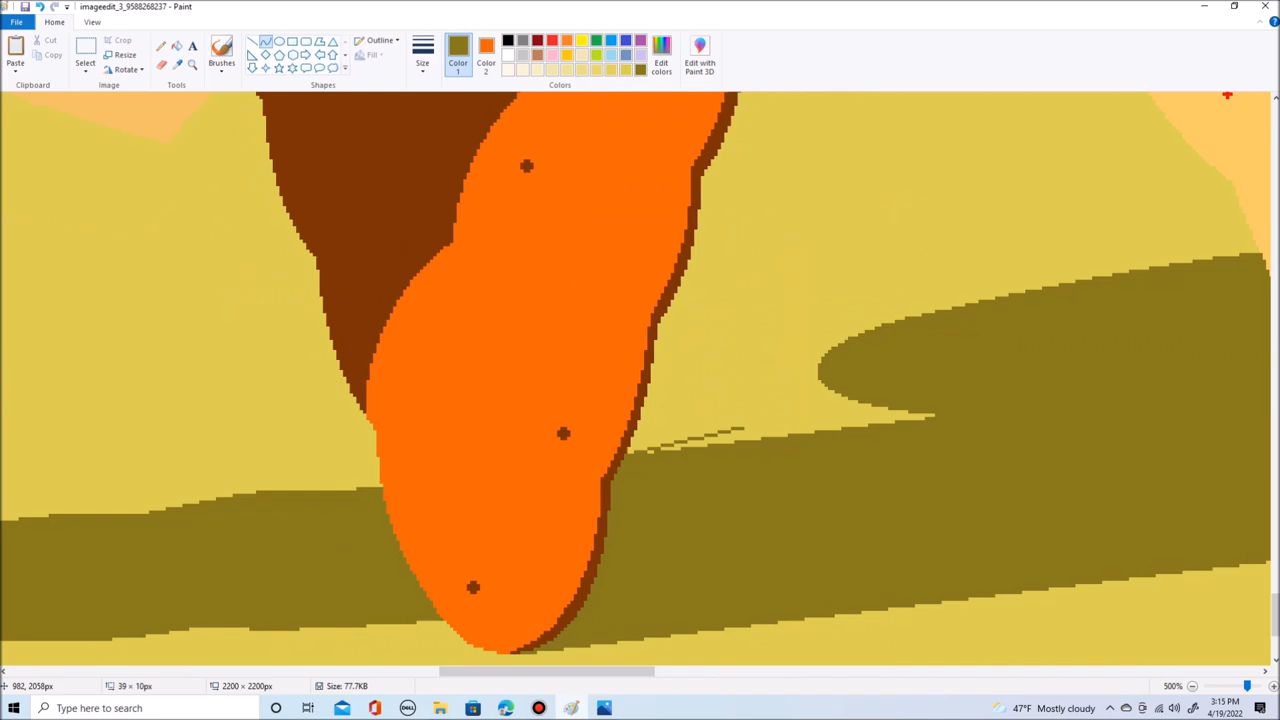 imageedit_3_9588268237 - Paint
File Home View
Paste
Cut
Copy
Clipboard
Select
Crop
Resize
Rotate
Image
A
Tools
Brushes
Outline
Fill
Shapes
Size
Color 1
Color 2
Edit colors
Colors
Edit with Paint 3D
982, 2058px
39 × 10px
2200 × 2200px
Size: 77.7KB
500%
Type here to search
DELL
47°F Mostly cloudy
3:15 PM
4/19/2022